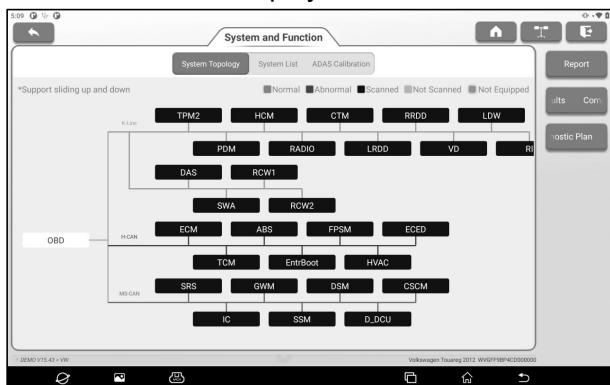 5:09
System and Function
System Topology System List ADAS Calibration
Report
*Support sliding up and down
Normal Abnormal Scanned Not Scanned Not Equipped
ults Com
nostic Plan
K-Line
TPM2 HCM CTM RRDD LDW
PDM RADIO LRDD VD RI
DAS RCW1
SWA RCW2
OBD
H-CAN
ECM ABS FPSM ECED
TCM EntrBoot HVAC
MS-CAN
SRS GWM DSM CSCM
IC SSM D_DCU
DEMO V15.43 > VW
Volkswagen Touareg 2012 WVGFF9BP4CD000000